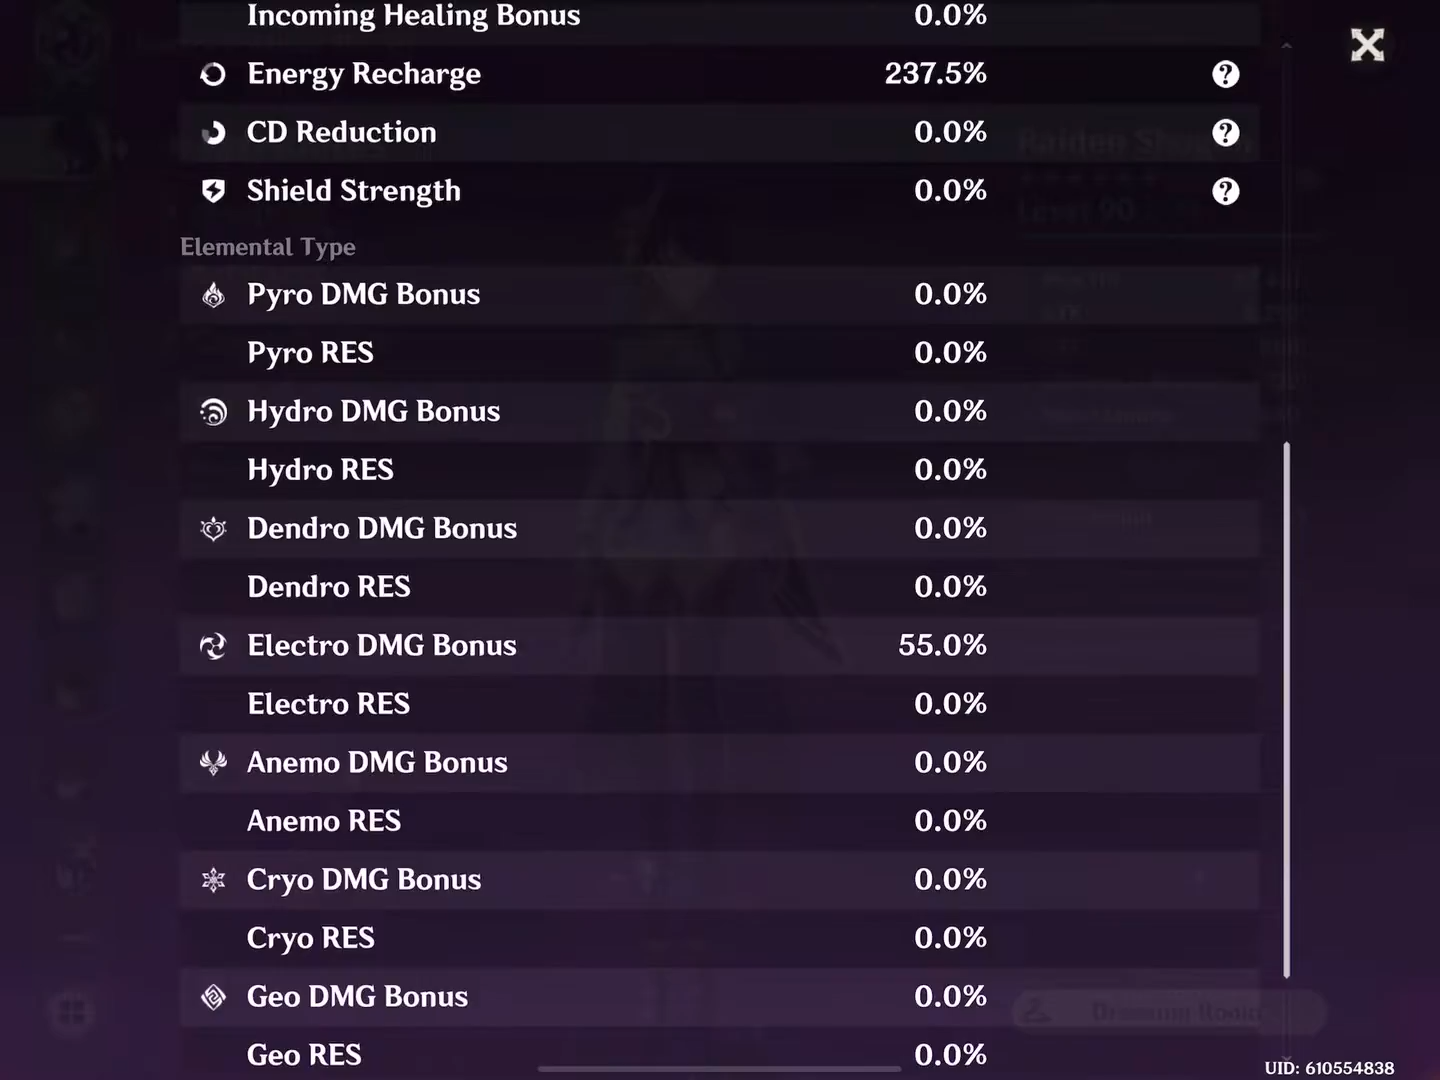 Incoming Healing Bonus 0.0%
Energy Recharge 237.5% ?
CD Reduction 0.0% ?
Shield Strength 0.0% ?
Elemental Type
Pyro DMG Bonus 0.0%
Pyro RES 0.0%
Hydro DMG Bonus 0.0%
Hydro RES 0.0%
Dendro DMG Bonus 0.0%
Dendro RES 0.0%
Electro DMG Bonus 55.0%
Electro RES 0.0%
Anemo DMG Bonus 0.0%
Anemo RES 0.0%
Cryo DMG Bonus 0.0%
Cryo RES 0.0%
Geo DMG Bonus 0.0%
Dressing Room
Geo RES 0.0%
UID: 610554838